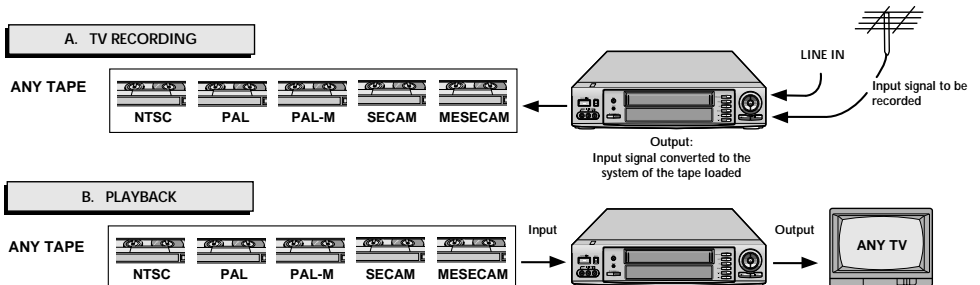 A. TV RECORDING
LINE IN
ANY TAPE
Input signal to be
recorded
NTSC PAL PAL-M SECAM MESECAM
Output:
Input signal converted to the
system of the tape loaded
B. PLAYBACK
Input
Output
ANY TAPE
ANY TV
NTSC PAL PAL-M SECAM MESECAM